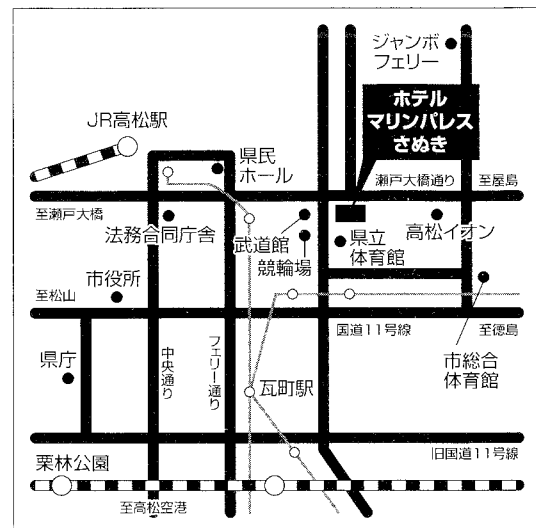 ジャンボ
フェリー
ホテル
マリンパレス
さぬき
JR高松駅
県民
ホール
瀬戸大橋通り
至屋島
至瀬戸大橋
法務合同庁舎
武道館
競輪場
県立
体育館
高松イオン
市役所
至松山
国道11号線
至徳島
県庁
中央通り
フェリー通り
瓦町駅
市総合
体育館
旧国道11号線
栗林公園
至高松空港